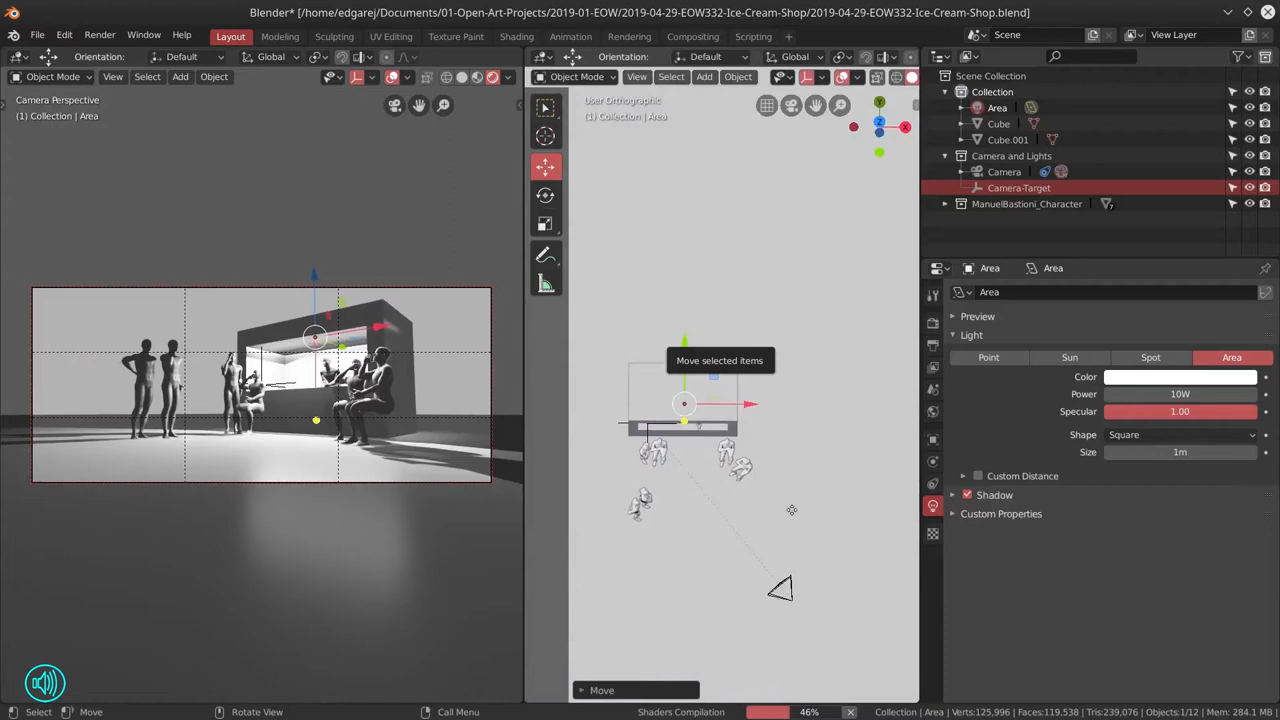 Blender* [/home/edgarej/Documents/01-Open-Art-Projects/2019-01-EOW/2019-04-29-EOW332-Ice-Cream-Shop/2019-04-29-EOW332-Ice-Cream-Shop.blend]
File Edit Render Window Help Layout Modeling Sculpting UV Editing Texture Paint Shading Animation Rendering Compositing Scripting + Scene View Layer
Orientation: Default Global
Object Mode View Select Add Object
Camera Perspective
(1) Collection | Area
Orientation: Default Global
Object Mode View Select Add Object
User Orthographic
(1) Collection | Area
Y
Z
X
Move selected items
Move
Scene Collection
Collection
Area
Cube
Cube.001
Camera and Lights
Camera
Camera-Target
ManuelBastioni_Character 7
Area Area
Area
Preview
Light
Point Sun Spot Area
Color
Power 10W
Specular 1.00
Shape Square
Size 1m
Custom Distance
Shadow
Custom Properties
Select Move Rotate View Call Menu Shaders Compilation 46% Collection | Area | Verts:125,996 | Faces:119,538 | Tris:239,076 | Objects:1/12 | Mem: 284.1 MB